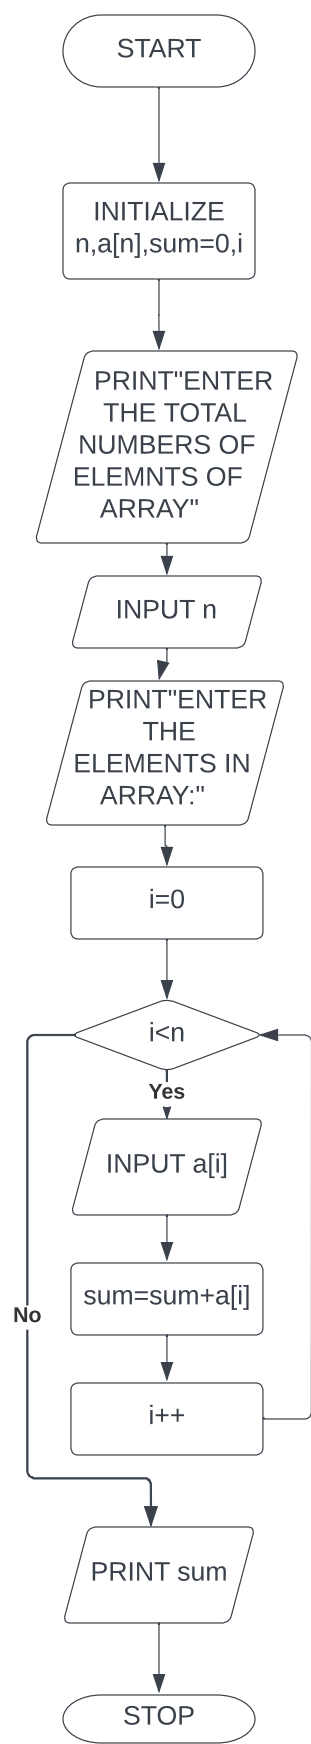 START
INITIALIZE
n,a[n],sum=0,i
PRINT"ENTER
THE TOTAL
NUMBERS OF
ELEMNTS OF
ARRAY"
INPUT n
PRINT"ENTER
THE
ELEMENTS IN
ARRAY:"
i=0
i<n
Yes
INPUT a[i]
sum=sum+a[i]
No
i++
PRINT sum
STOP